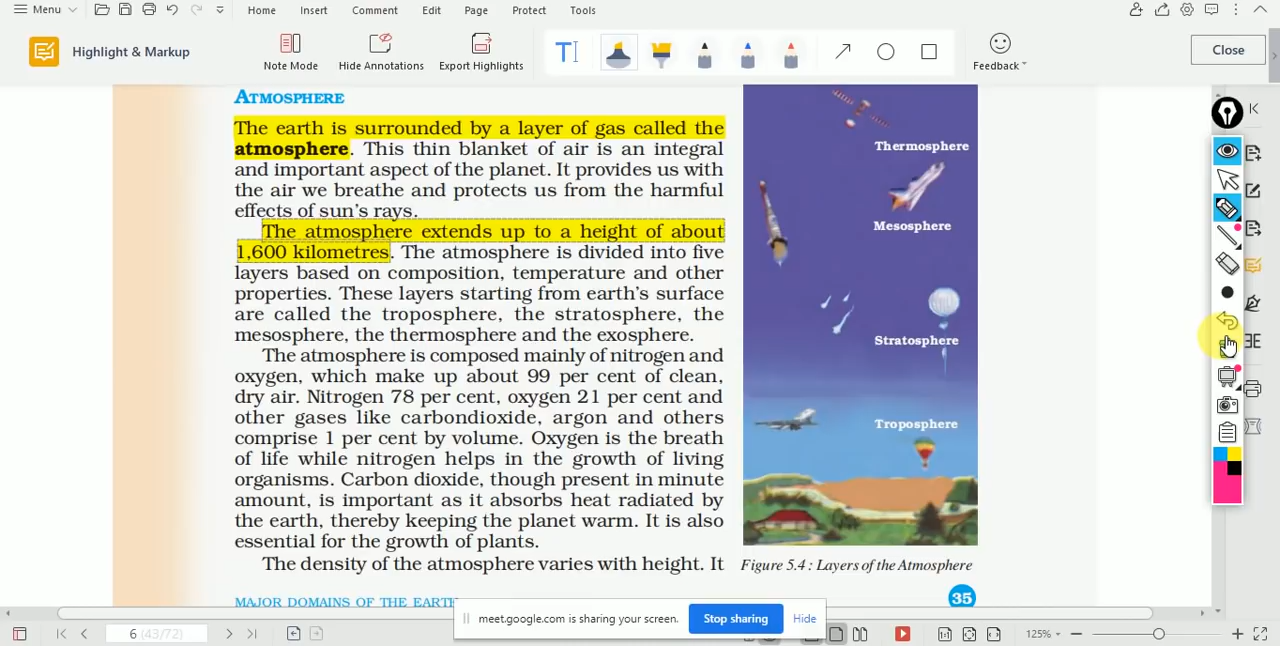 Menu
Home Insert Comment Edit Page Protect Tools
Highlight & Markup
Note Mode Hide Annotations Export Highlights
Feedback
Close
ATMOSPHERE
The earth is surrounded by a layer of gas called the
atmosphere. This thin blanket of air is an integral
and important aspect of the planet. It provides us with
the air we breathe and protects us from the harmful
effects of sun's rays.
The atmosphere extends up to a height of about
1,600 kilometres. The atmosphere is divided into five
layers based on composition, temperature and other
properties. These layers starting from earth's surface
are called the troposphere, the stratosphere, the
mesosphere, the thermosphere and the exosphere.
The atmosphere is composed mainly of nitrogen and
oxygen, which make up about 99 per cent of clean,
dry air. Nitrogen 78 per cent, oxygen 21 per cent and
other gases like carbondioxide, argon and others
comprise 1 per cent by volume. Oxygen is the breath
of life while nitrogen helps in the growth of living
organisms. Carbon dioxide, though present in minute
amount, is important as it absorbs heat radiated by
the earth, thereby keeping the planet warm. It is also
essential for the growth of plants.
The density of the atmosphere varies with height. It
Thermosphere
Mesosphere
Stratosphere
Troposphere
Figure 5.4 : Layers of the Atmosphere
MAJOR DOMAINS OF THE EARTH
35
meet.google.com is sharing your screen. Stop sharing Hide
6 (43/72)
125%